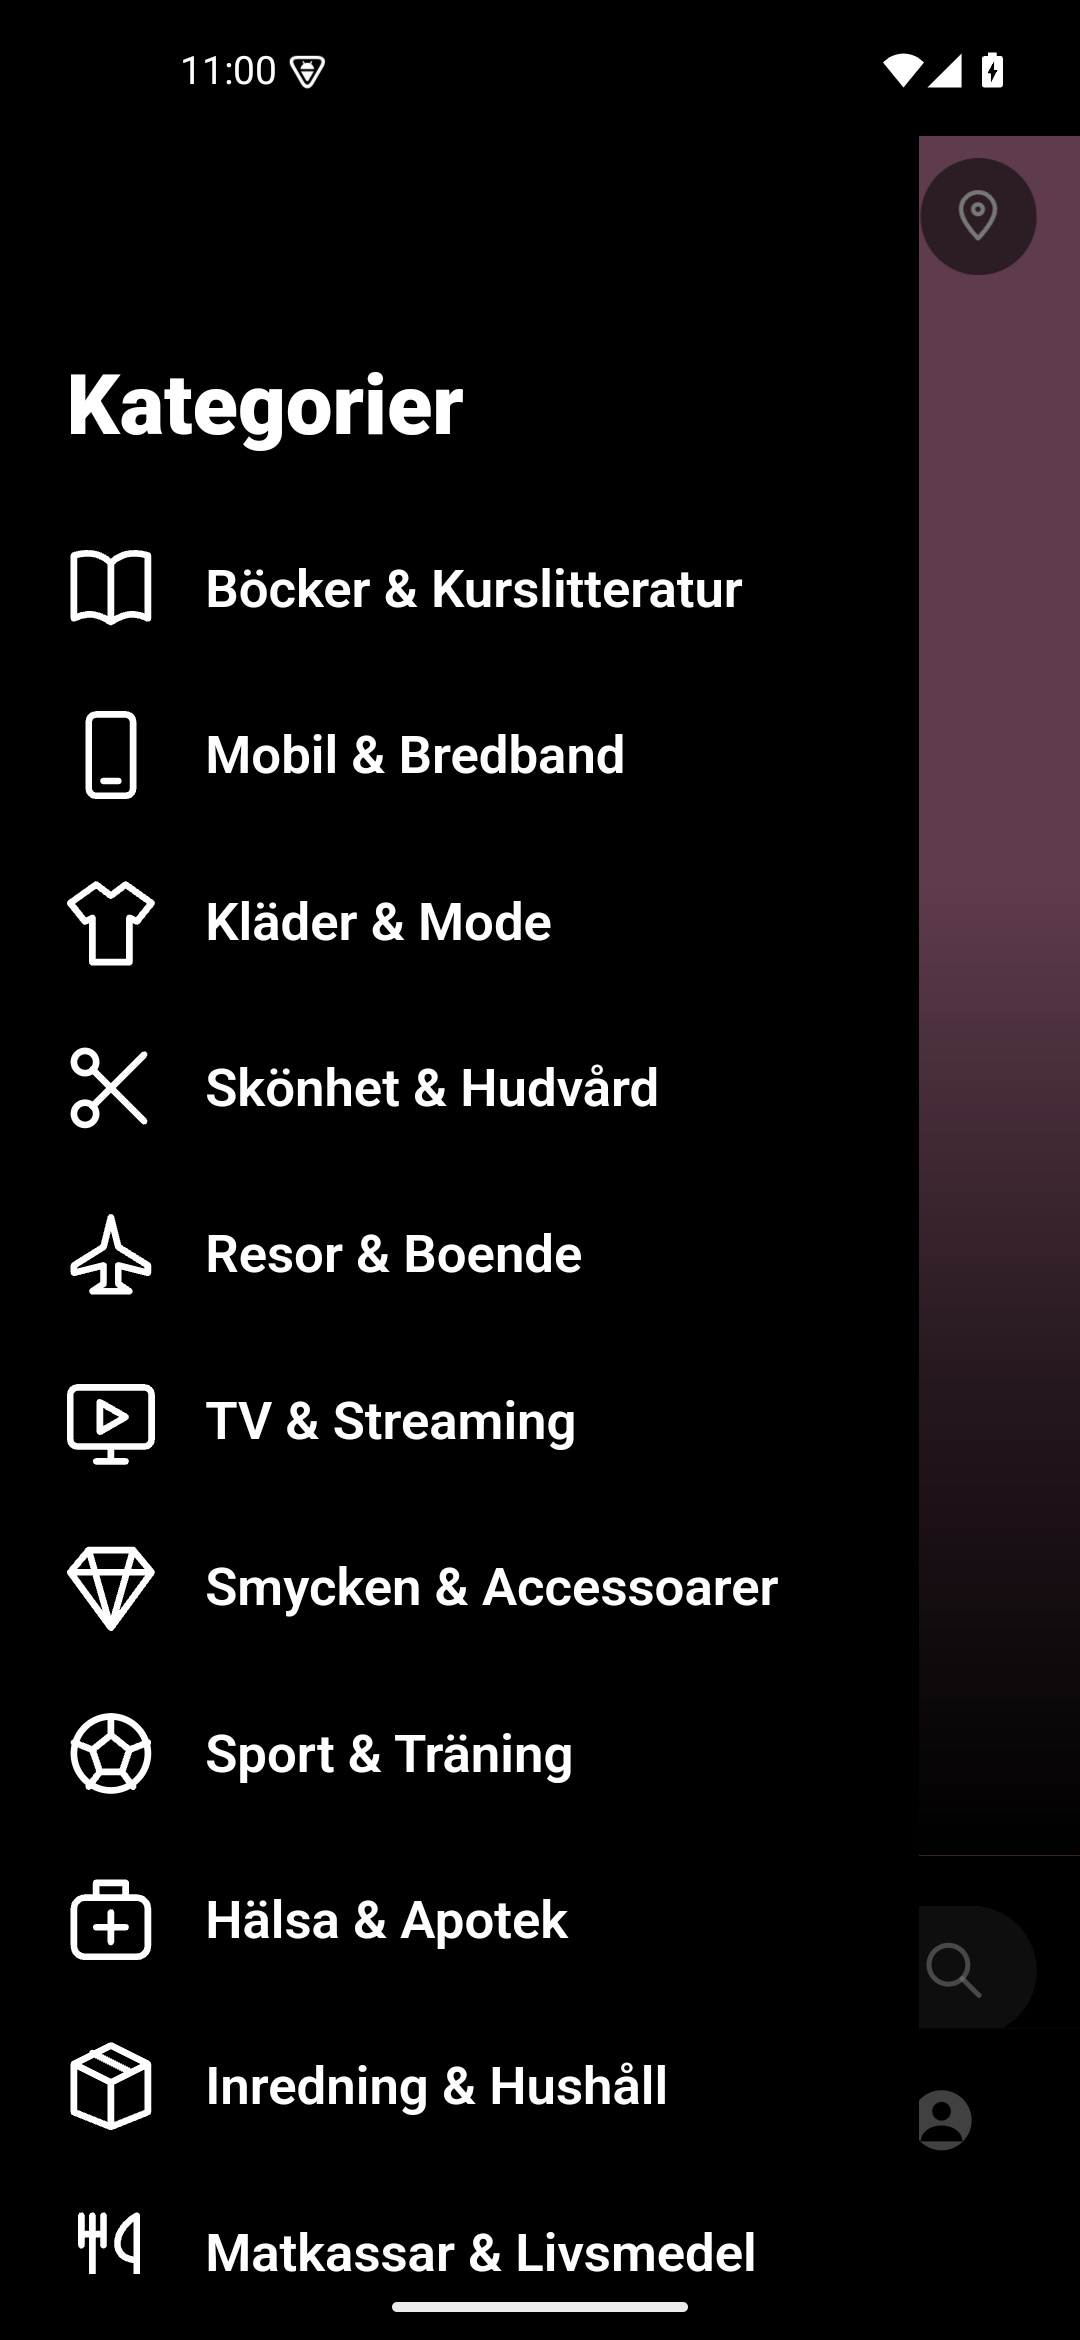 11:00
Kategorier
Böcker & Kurslitteratur
Mobil & Bredband
Kläder & Mode
Skönhet & Hudvård
Resor & Boende
TV & Streaming
Smycken & Accessoarer
Sport & Träning
Hälsa & Apotek
Inredning & Hushåll
Matkassar & Livsmedel